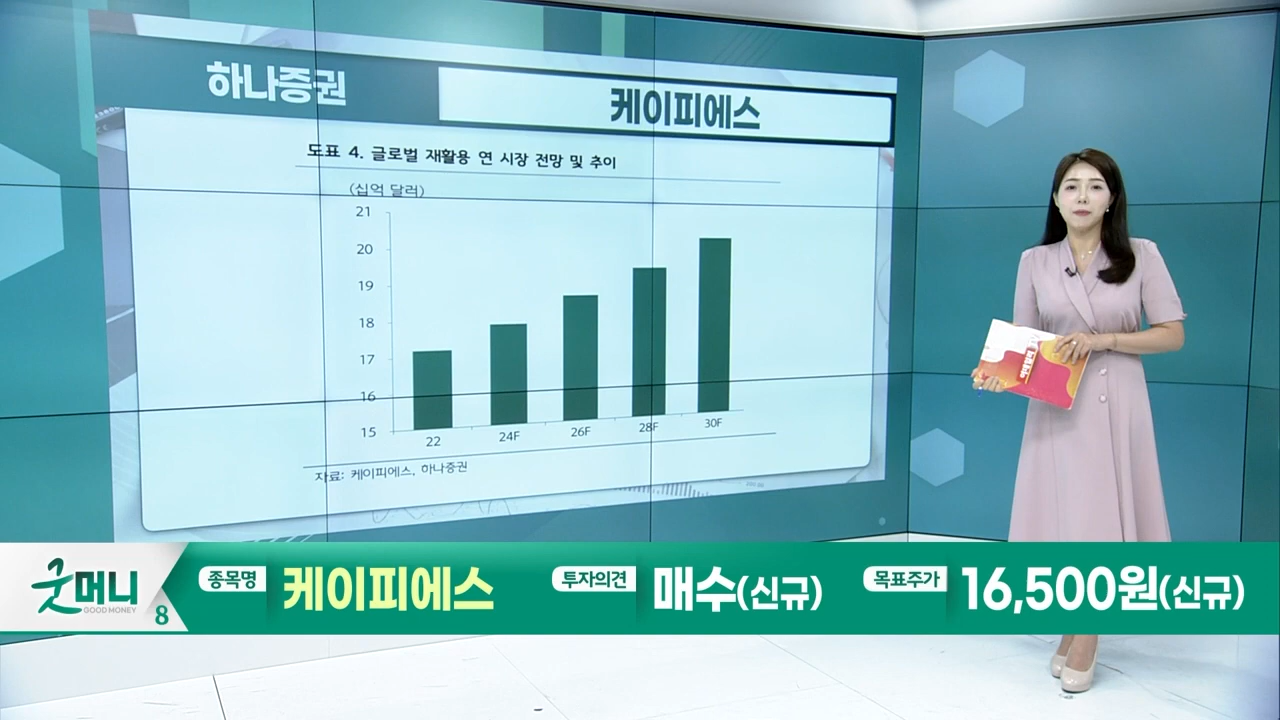 하나증권
케이피에스
도표 4. 글로벌 재활용 연 시장 전망 및 추이
(십억 달러)
21
20
19
18
17
16
15
22
24F
26F
28F
30F
자료: 케이피에스, 하나증권
굿머니
GOOD MONEY
8
종목명
케이피에스
투자의견
매수(신규)
목표주가
16,500원(신규)